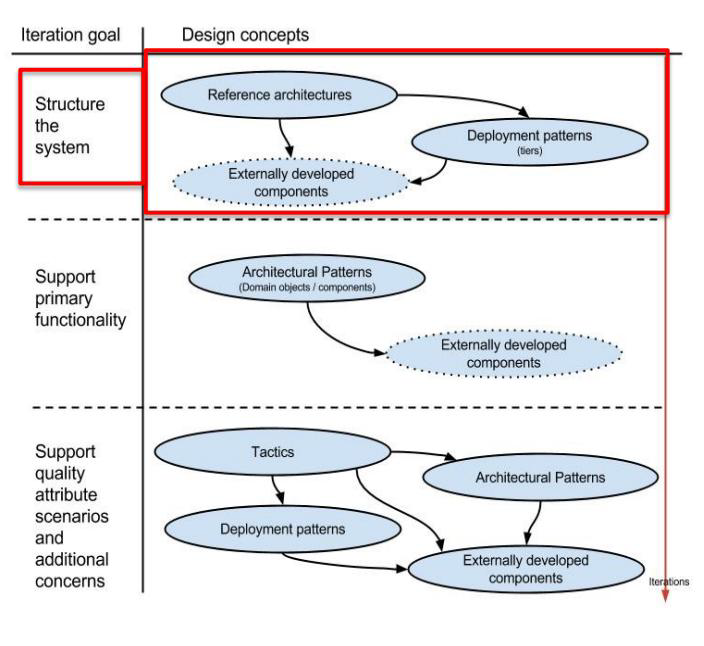 Iteration goal
Design concepts
Structure
the
system
Reference architectures
Deployment patterns
(tiers)
Externally developed
components
Support
primary
functionality
Architectural Patterns
(Domain objects / components)
Externally developed
components
Support
quality
attribute
scenarios
and
additional
concerns
Tactics
Architectural Patterns
Deployment patterns
Externally developed
components
Iterations